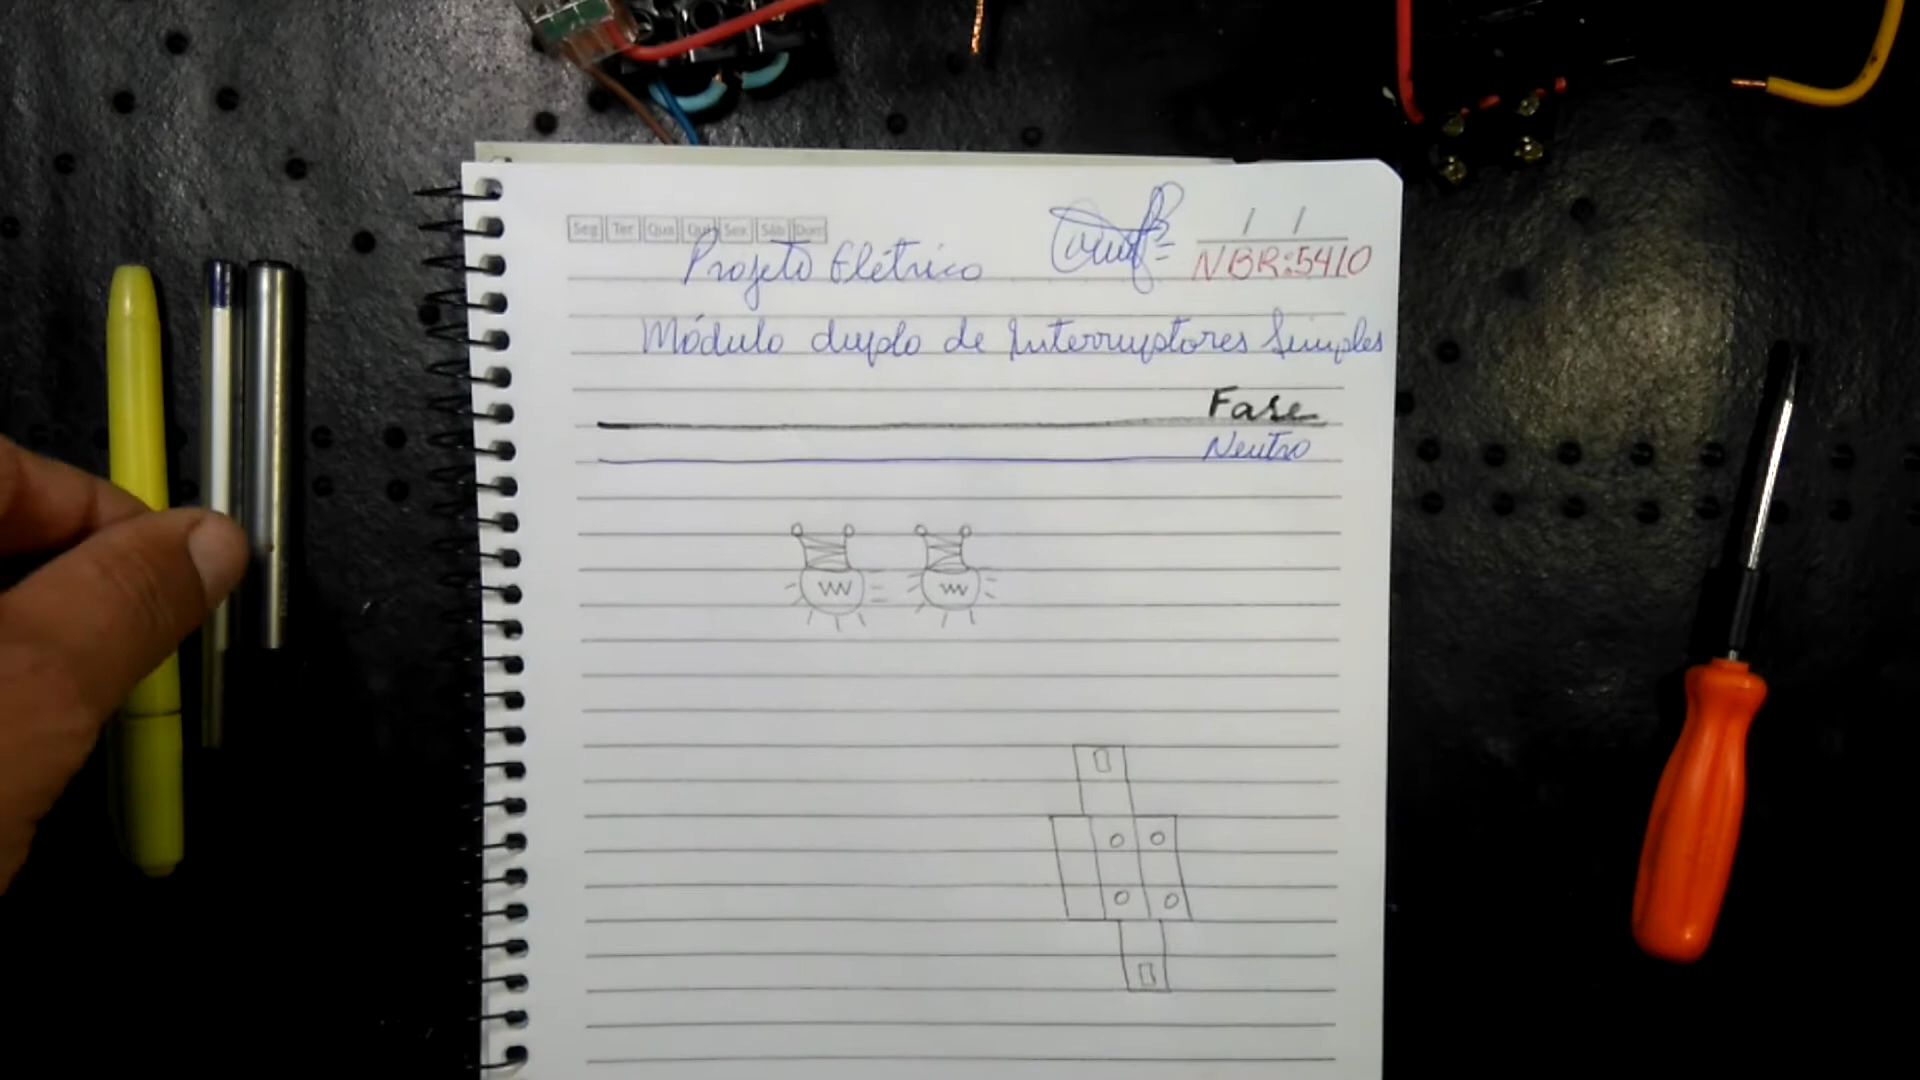 Seg Ter Qua Qui Sex Sáb Dom
Projeto Elétrico
NBR:5410
Módulo duplo de Interruptores Simples
Fase
Neutro